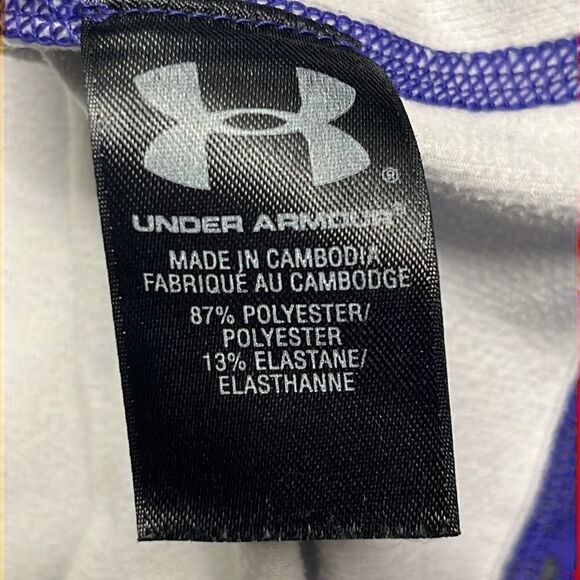 ®
UNDER ARMOUR®
MADE IN CAMBODIA
FABRIQUÉ AU CAMBODGE
87% POLYESTER/
POLYESTER
13% ELASTANE/
ELASTHANNE